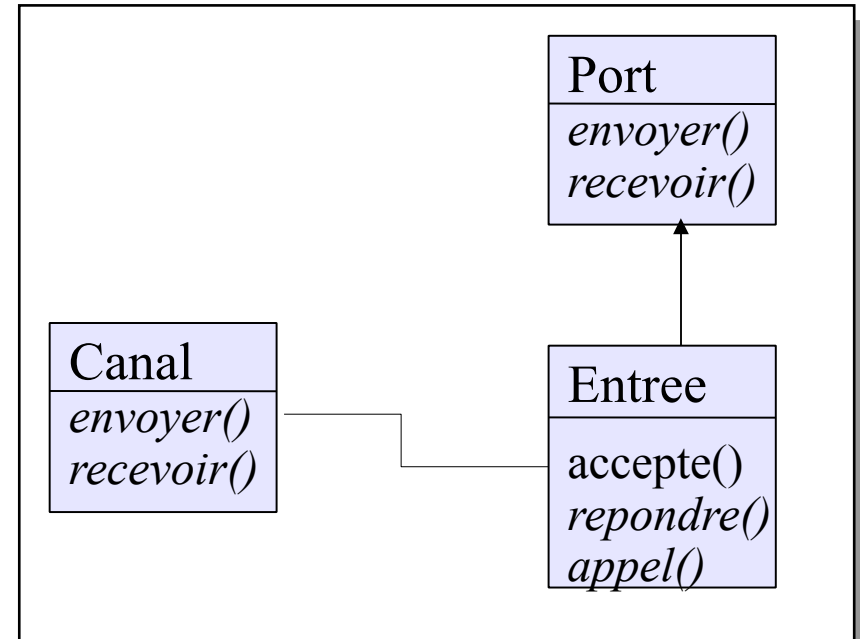 Port
envoyer()
recevoir()
Canal
envoyer()
recevoir()
Entree
accepte()
repondre()
appel()